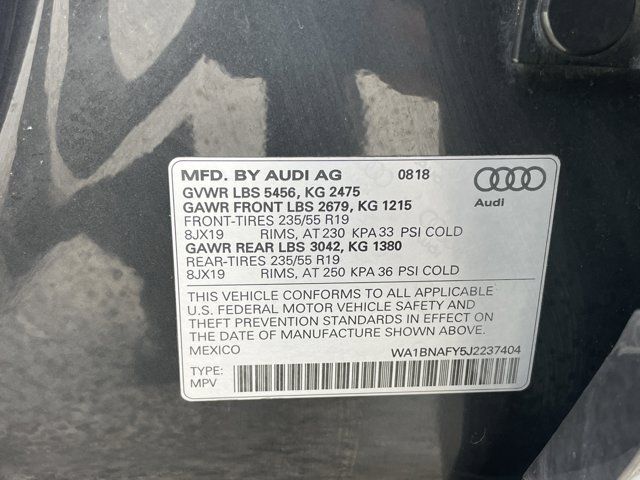 MFD. BY AUDI AG 0818
GVWR LBS 5456, KG 2475
GAWR FRONT LBS 2679, KG 1215
FRONT-TIRES 235/55 R19
8JX19 RIMS, AT 230 KPA 33 PSI COLD
GAWR REAR LBS 3042, KG 1380
REAR-TIRES 235/55 R19
8JX19 RIMS, AT 250 KPA 36 PSI COLD
Audi
THIS VEHICLE CONFORMS TO ALL APPLICABLE
U.S. FEDERAL MOTOR VEHICLE SAFETY AND
THEFT PREVENTION STANDARDS IN EFFECT ON
THE DATE OF MANUFACTURE SHOWN ABOVE.
MEXICO WA1BNAFY5J2237404
TYPE:
MPV